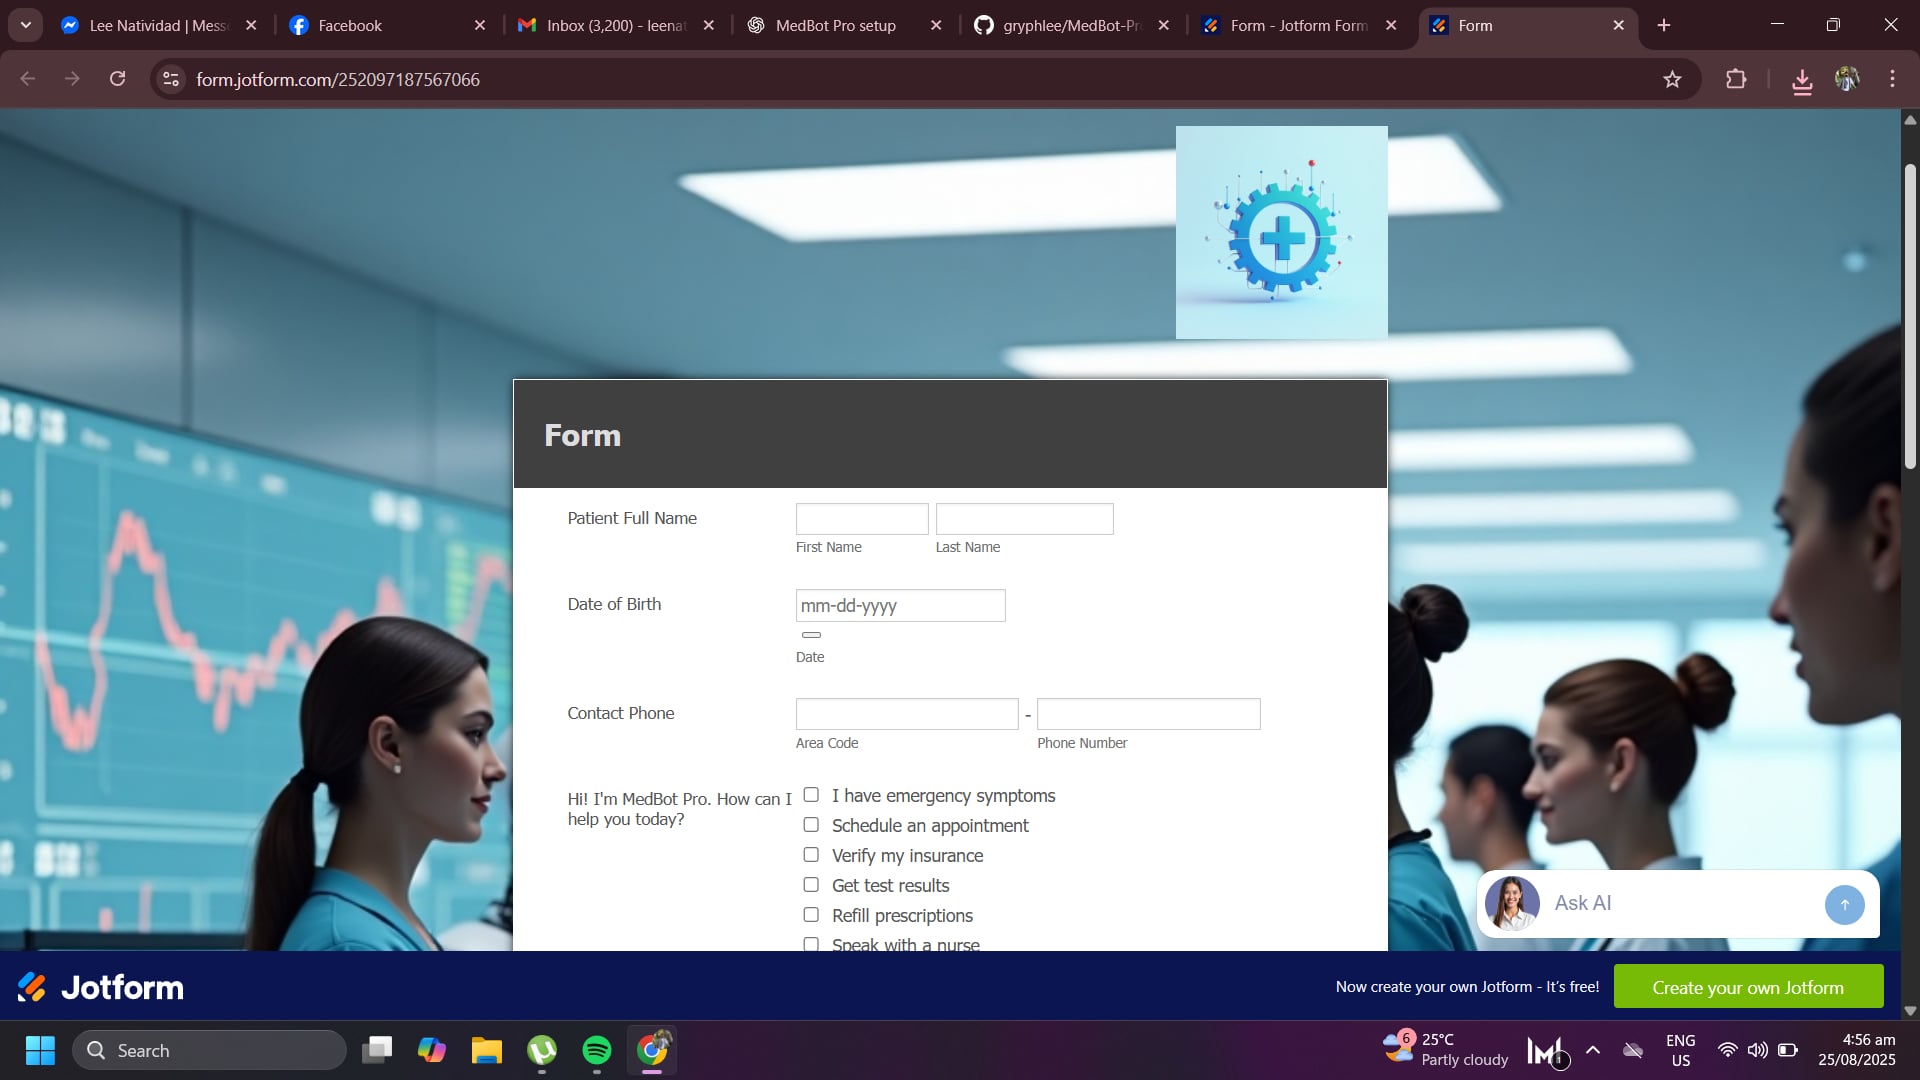 Lee Natividad | Mess
Facebook
Inbox (3,200) - leenat
MedBot Pro setup
gryphlee/MedBot-Pr
Form - Jotform Form
Form
form.jotform.com/252097187567066
Form
Patient Full Name
First Name
Last Name
Date of Birth
mm-dd-yyyy
Date
Contact Phone
-
Area Code
Phone Number
Hi! I'm MedBot Pro. How can I
help you today?
I have emergency symptoms
Schedule an appointment
Verify my insurance
Get test results
Refill prescriptions
Speak with a nurse
Ask AI
Jotform
Now create your own Jotform - It's free!
Create your own Jotform
Search
6
25°C
Partly cloudy
1
ENG
US
4:56 am
25/08/2025